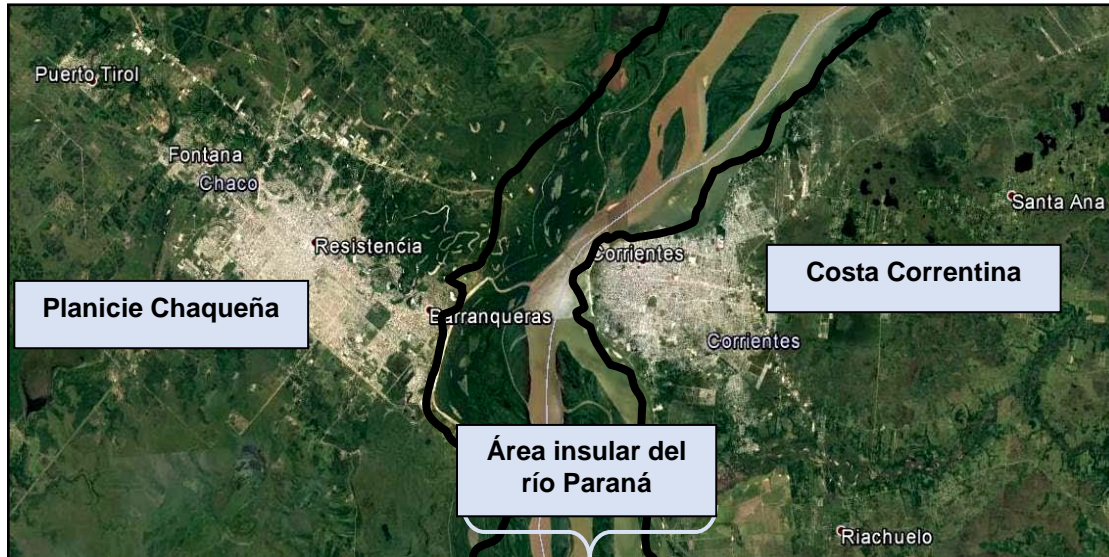 Puerto Tirol
Fontana
Chaco
Santa Ana
Resistencia
Corrientes
Costa Correntina
Planicie Chaqueña
Barranqueras
Corrientes
Área insular del
río Paraná
Riachuelo